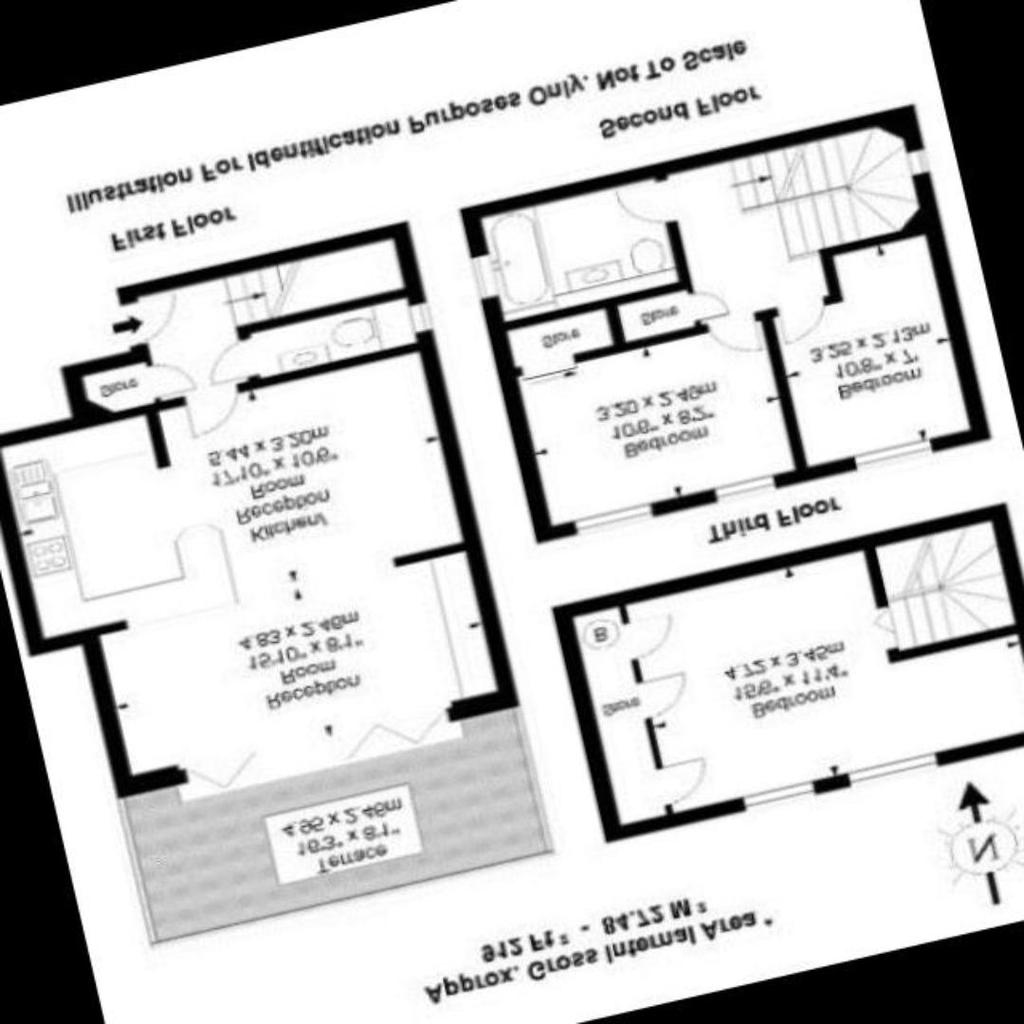 Approx. Gross Internal Area *
912 Ft² - 84.72 M²
N
Terrace
16'3" x 8'1"
4.95 x 2.46m
Reception
Room
15'10" x 8'1"
4.83 x 2.46m
Kitchen/
Reception
Room
17'10" x 10'6"
5.44 x 3.20m
Store
First Floor
Bedroom
15'6" x 11'4"
4.72 x 3.45m
Store
B
Third Floor
Bedroom
10'6" x 8'2"
3.20 x 2.49m
Bedroom
10'8" x 7'
3.25 x 2.13m
Store
Store
Second Floor
Illustration For Identification Purposes Only. Not To Scale